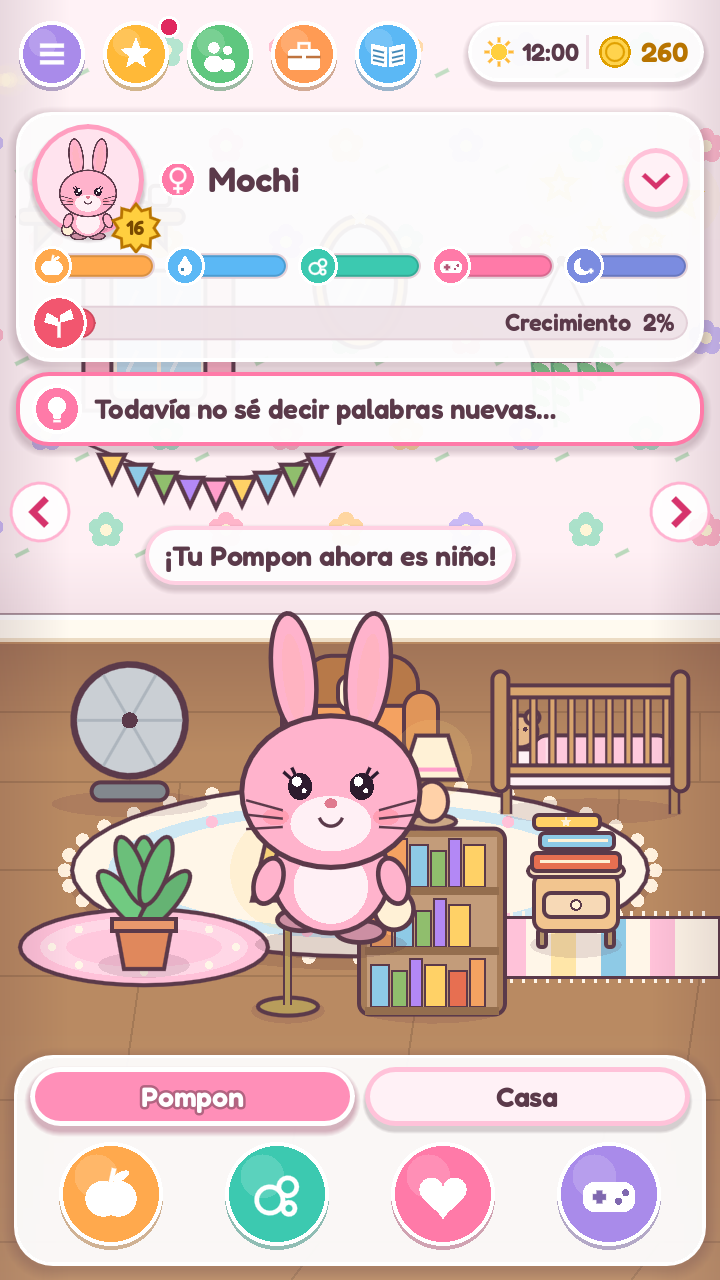 12:00
260
Mochi
16
Crecimiento 2%
Todavía no sé decir palabras nuevas...
¡Tu Pompon ahora es niño!
Pompon
Casa